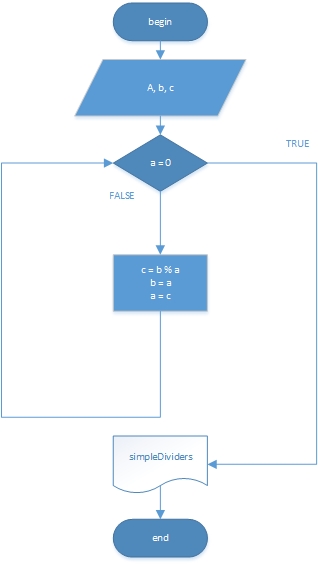 begin
A, b, c
a = 0
TRUE
FALSE
c = b % a
b = a
a = c
simpleDividers
end